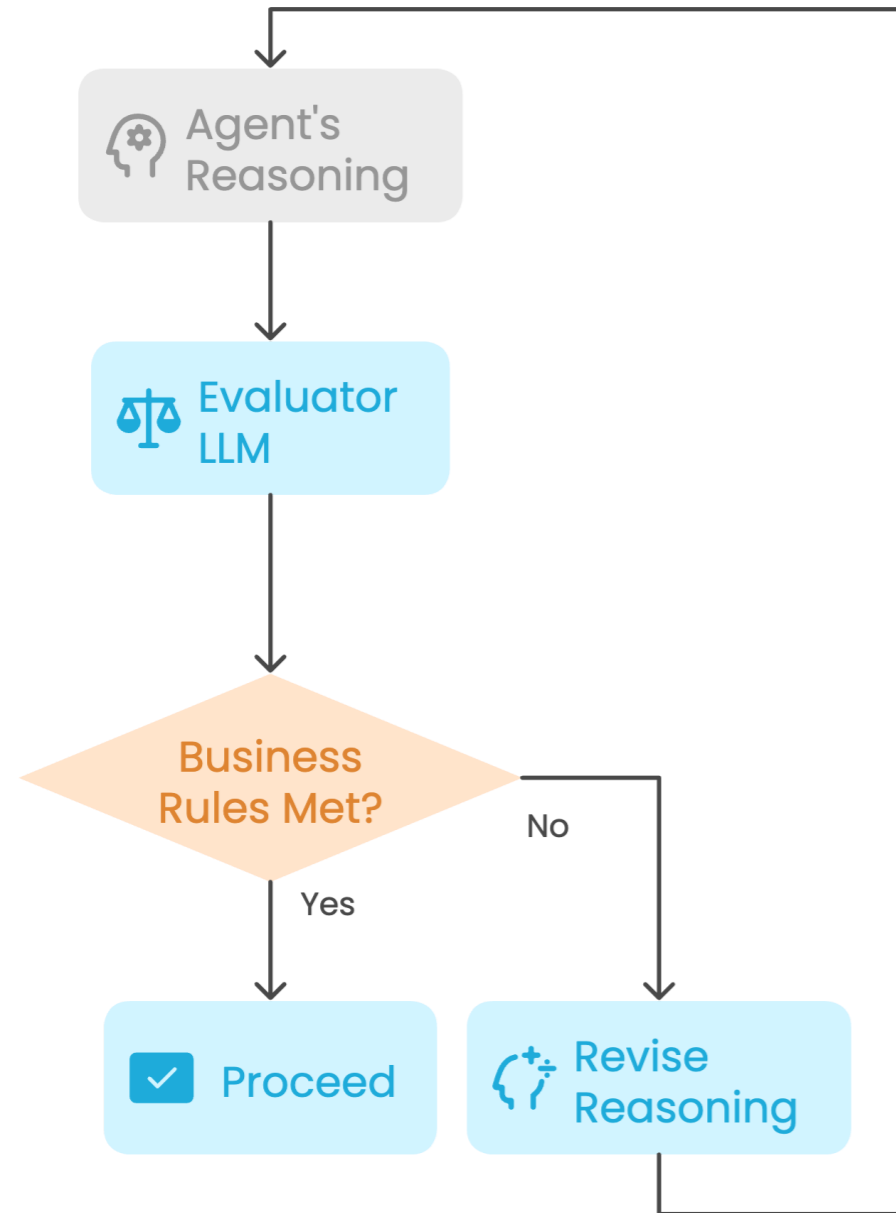 Agent's
Reasoning
Evaluator
LLM
Business
Rules Met?
No
Yes
Proceed
Revise
Reasoning